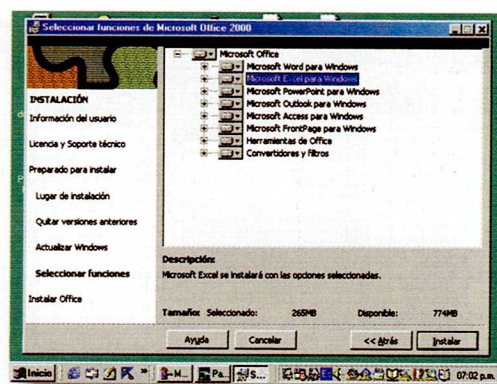 Seleccionar funciones de Microsoft Office 2000
Microsoft Office
Microsoft Word para Windows
Microsoft Excel para Windows
Microsoft PowerPoint para Windows
Microsoft Outlook para Windows
Microsoft Access para Windows
Microsoft FrontPage para Windows
Herramientas de Office
Convertidores y filtros
INSTALACIÓN
Información del usuario
Licencia y Soporte técnico
Preparado para instalar
Lugar de instalación
Quitar versiones anteriores
Actualizar Windows
Seleccionar funciones
Instalar Office
Descripción:
Microsoft Excel se instalará con las opciones seleccionadas.
Tamaño: Seleccionado: 265MB Disponible: 774MB
Ayuda Cancelar << Atrás Instalar
Inicio » M... Pa... S... 07:02 p.m.